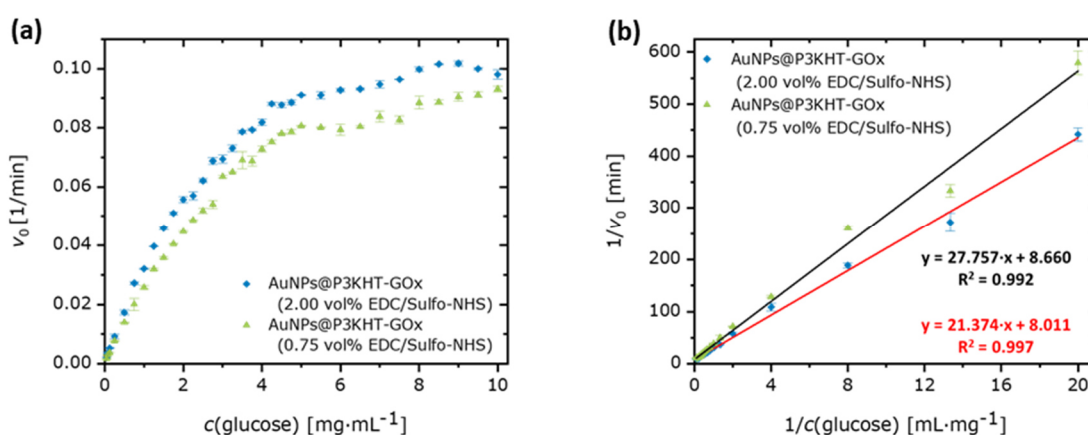 (a)
0.10
0.08
0.06
0.04
0.02
0.00
v₀ [1/min]
AuNPs@P3KHT-GOx
(2.00 vol% EDC/Sulfo-NHS)
AuNPs@P3KHT-GOx
(0.75 vol% EDC/Sulfo-NHS)
0 2 4 6 8 10
c(glucose) [mg·mL⁻¹]
(b)
600
500
400
300
200
100
0
1/v₀ [min]
AuNPs@P3KHT-GOx
(2.00 vol% EDC/Sulfo-NHS)
AuNPs@P3KHT-GOx
(0.75 vol% EDC/Sulfo-NHS)
y = 27.757·x + 8.660
R² = 0.992
y = 21.374·x + 8.011
R² = 0.997
0 4 8 12 16 20
1/c(glucose) [mL·mg⁻¹]